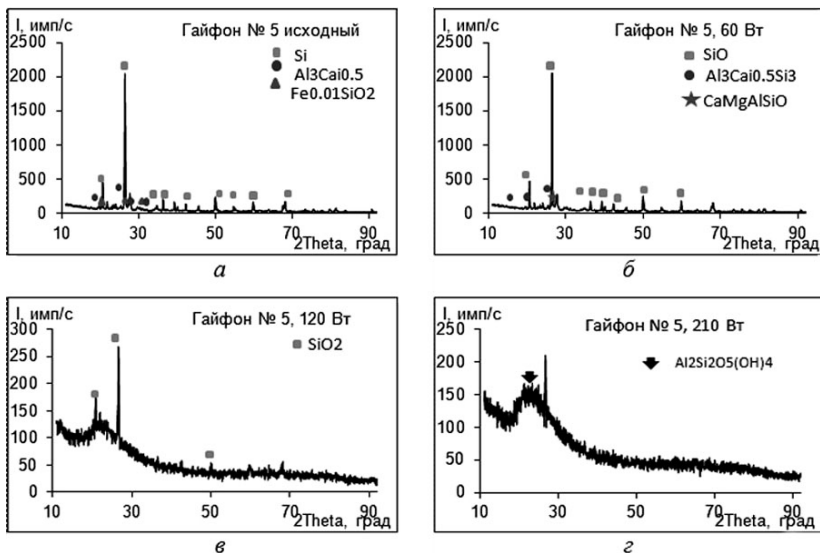 I, имп/с
Гайфон № 5 исходный
Si
Al3Cai0.5
Fe0.01SiO2
2500
2000
1500
1000
500
0
10 30 50 70 90
2Theta, град
а
I, имп/с
Гайфон № 5, 60 Вт
SiO
Al3Cai0.5Si3
CaMgAlSiO
2500
2000
1500
1000
500
0
10 30 50 70 90
2Theta, град
б
I, имп/с
Гайфон № 5, 120 Вт
SiO2
300
250
200
150
100
50
0
10 30 50 70 90
2Theta, град
в
I, имп/с
Гайфон № 5, 210 Вт
Al2Si2O5(OH)4
250
200
150
100
50
0
10 30 50 70 90
2Theta, град
г